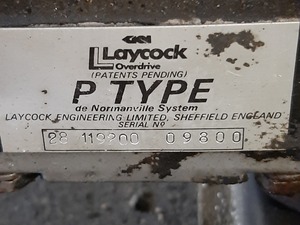 GKN
Laycock
Overdrive
(PATENTS PENDING)
P TYPE
de Normanville System
LAYCOCK ENGINEERING LIMITED, SHEFFIELD ENGLAND
SERIAL Nº
28 119200 09800